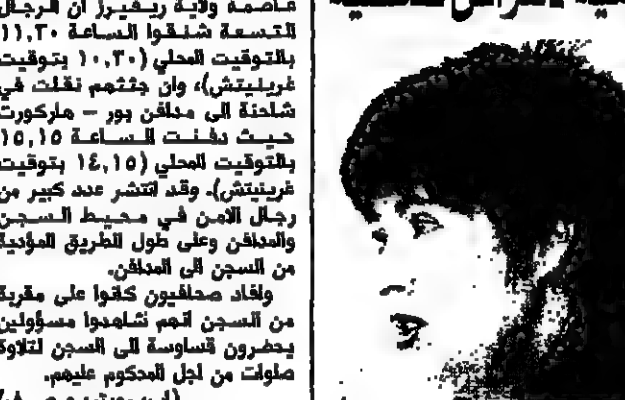 عاصمة ولاية ريفيرز ان الرجال
التسعة شنقوا الساعة ١١,٣٠
بالتوقيت المحلي (١٠,٣٠ بتوقيت
غرينيتش)، وان جثثهم نقلت في
شاحنة الى مدافن بور – هاركورت
حيث دفنت الساعة ١٥,١٥
بالتوقيت المحلي (١٤,١٥ بتوقيت
غرينيتش). وقد انتشر عدد كبير من
رجال الامن في محيط السجن
والمدافن وعلى طول الطريق المؤدية
من السجن الى المدافن.
وافاد صحافيون كانوا على مقربة
من السجن انهم شاهدوا مسؤولين
يحضرون قساوسة الى السجن لتلاوة
صلوات من اجل المحكوم عليهم.